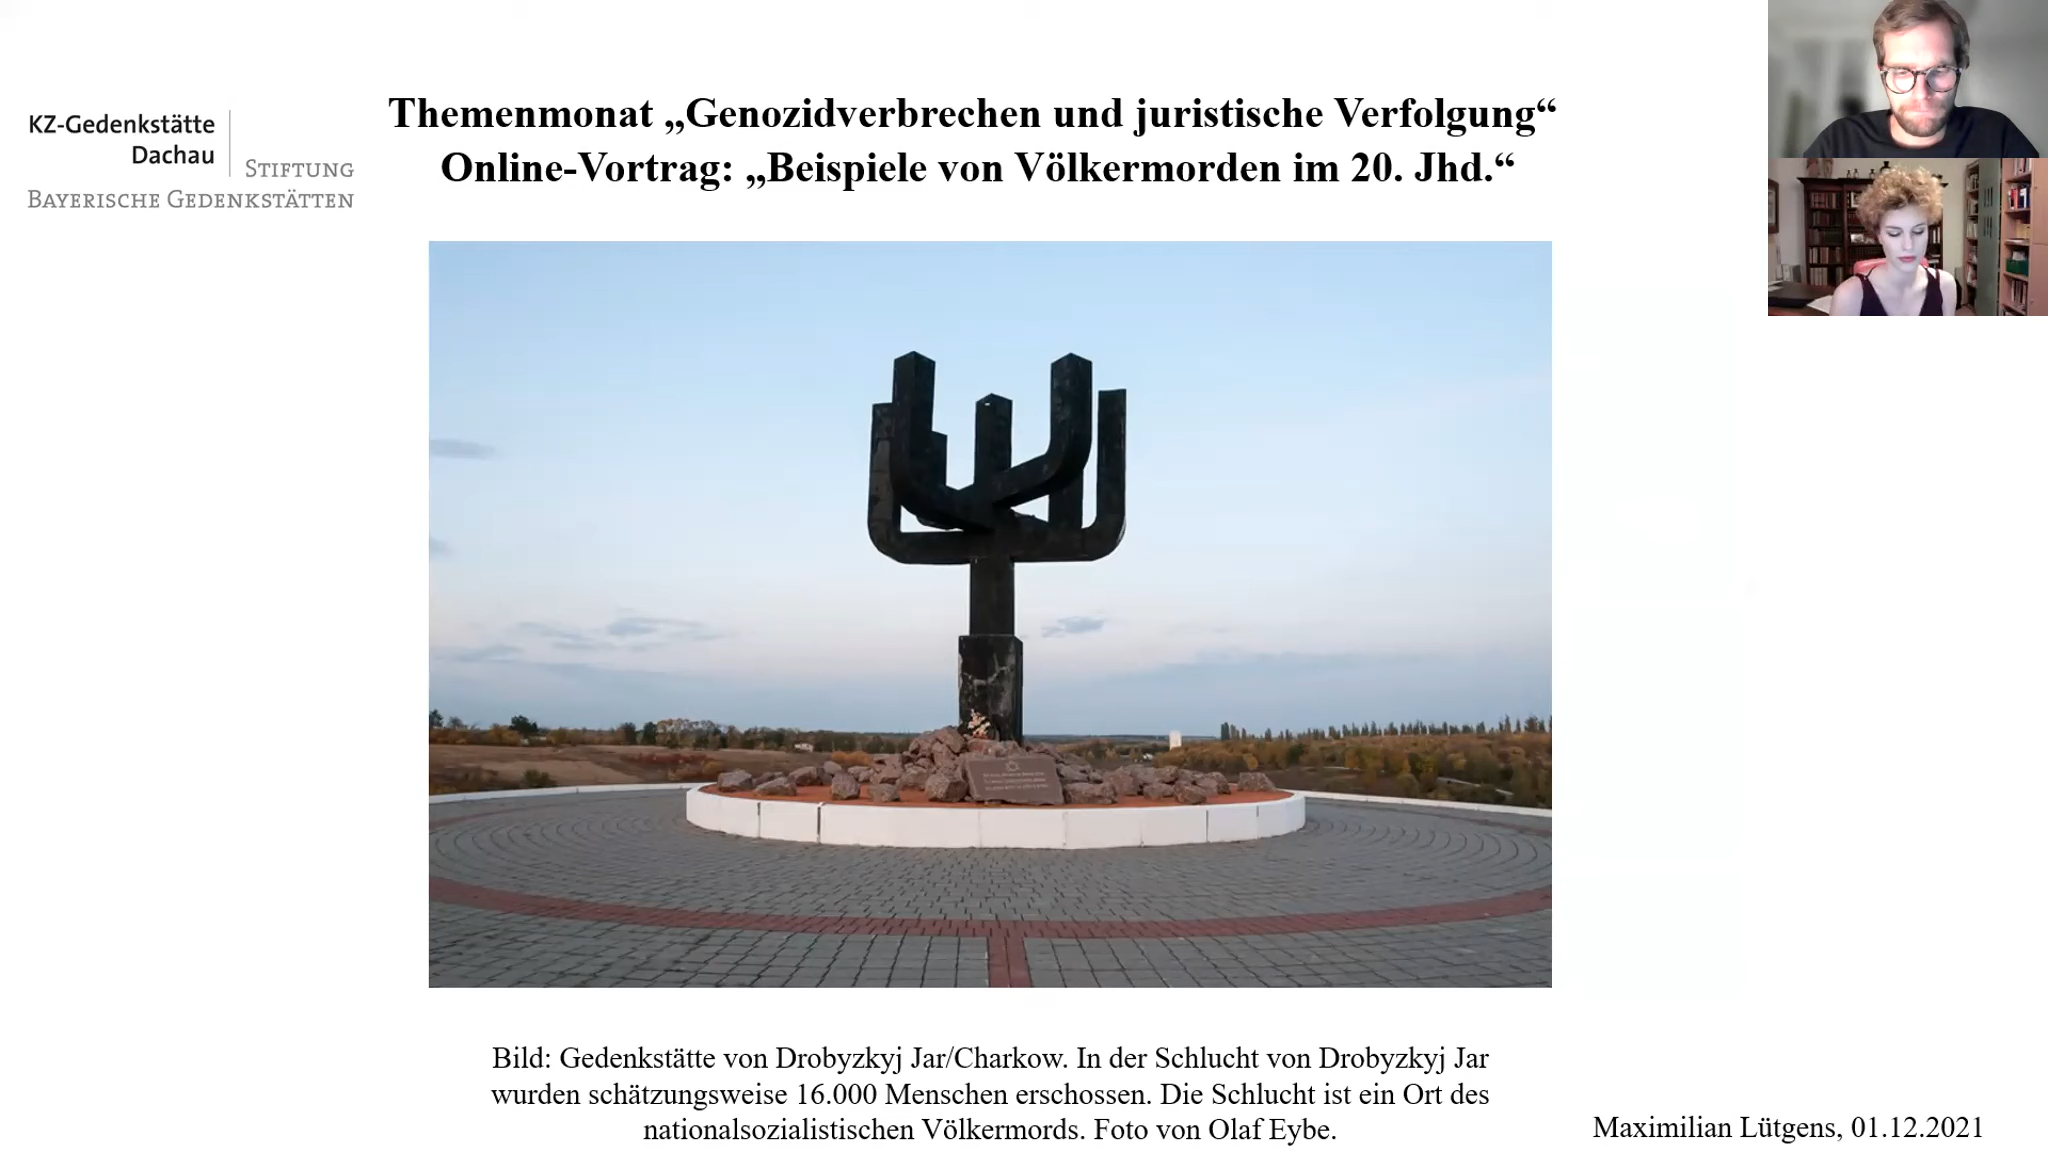 KZ-Gedenkstätte
Dachau
STIFTUNG
BAYERISCHE GEDENKSTÄTTEN
Themenmonat „Genozidverbrechen und juristische Verfolgung“
Online-Vortrag: „Beispiele von Völkermorden im 20. Jhd.“
Bild: Gedenkstätte von Drobyzkyj Jar/Charkow. In der Schlucht von Drobyzkyj Jar
wurden schätzungsweise 16.000 Menschen erschossen. Die Schlucht ist ein Ort des
nationalsozialistischen Völkermords. Foto von Olaf Eybe.
Maximilian Lütgens, 01.12.2021